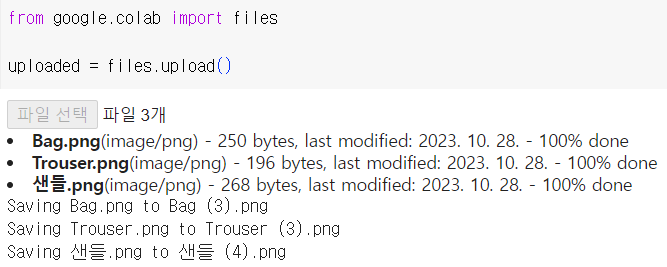 from google.colab import files
uploaded = files.upload()
파일 선택 파일 3개
• Bag.png(image/png) - 250 bytes, last modified: 2023. 10. 28. - 100% done
• Trouser.png(image/png) - 196 bytes, last modified: 2023. 10. 28. - 100% done
• 샌들.png(image/png) - 268 bytes, last modified: 2023. 10. 28. - 100% done
Saving Bag.png to Bag (3).png
Saving Trouser.png to Trouser (3).png
Saving 샌들.png to 샌들 (4).png